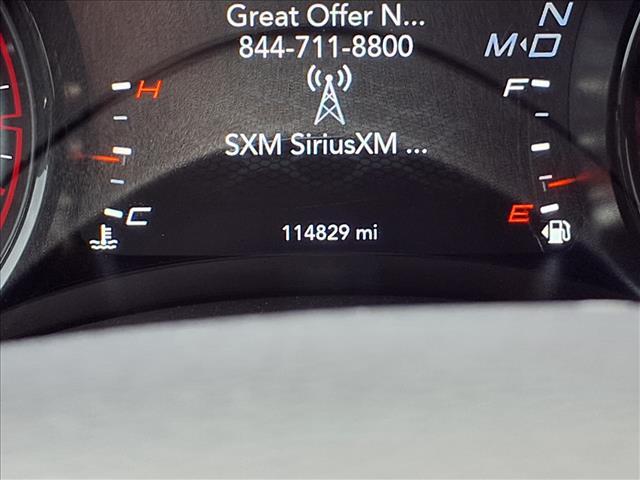 Great Offer N...
844-711-8800
N
M◂D
H
F
SXM SiriusXM ...
C
E
114829 mi